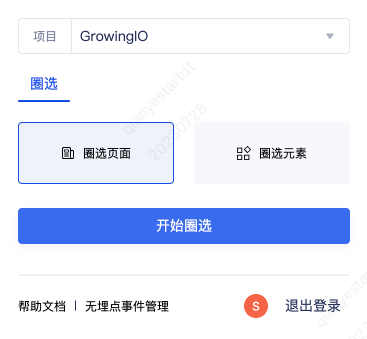 项目 GrowingIO
圈选
圈选页面 圈选元素
开始圈选
帮助文档 | 无埋点事件管理 S 退出登录
qianyestartdt
20230728